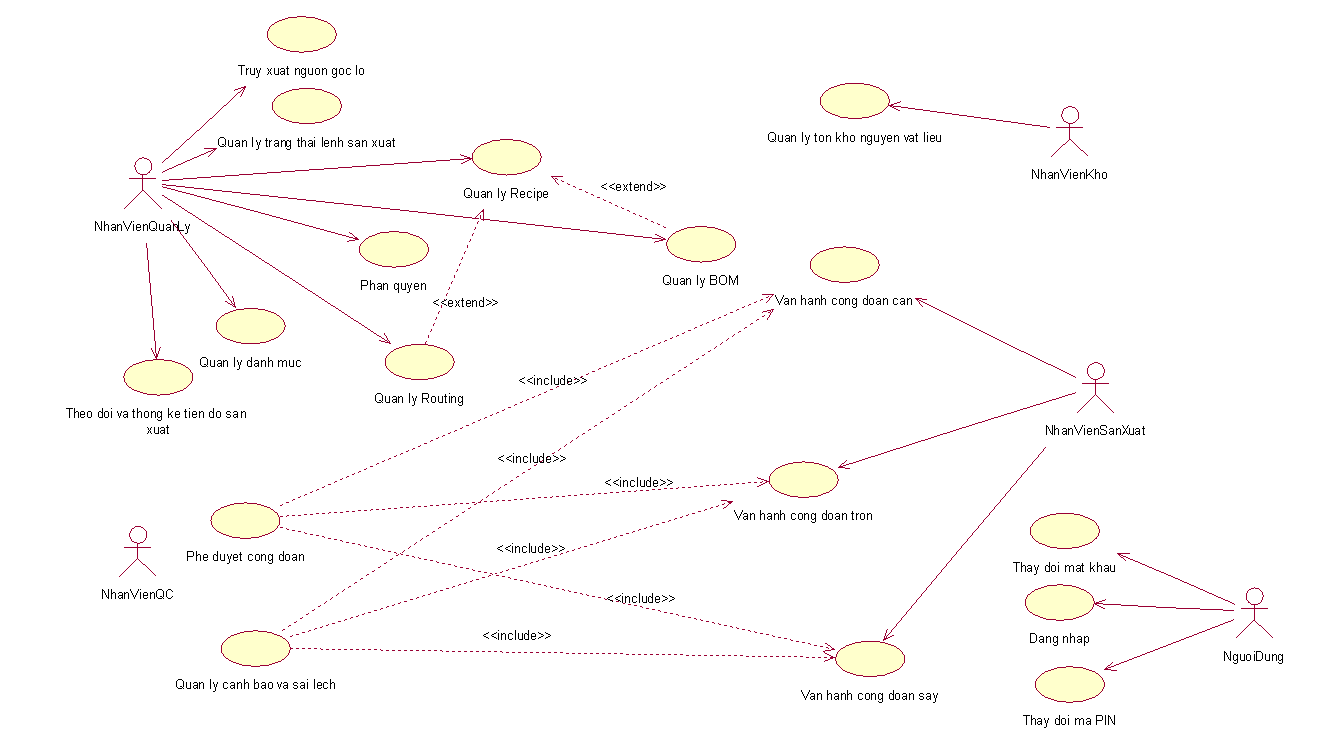 Truy xuat nguon goc lo
Quan ly trang thai lenh san xuat
Quan ly ton kho nguyen vat lieu
NhanVienKho
Quan ly Recipe
<<extend>>
NhanVienQuanLy
Quan ly BOM
Phan quyen
<<extend>>
Van hanh cong doan can
Quan ly danh muc
Quan ly Routing
<<include>>
Theo doi va thong ke tien do san
xuat
NhanVienSanXuat
<<include>>
<<include>>
Van hanh cong doan tron
Phe duyet cong doan
<<include>>
Thay doi mat khau
NhanVienQC
<<include>>
Dang nhap
<<include>>
NguoiDung
Quan ly canh bao va sai lech
Van hanh cong doan say
Thay doi ma PIN